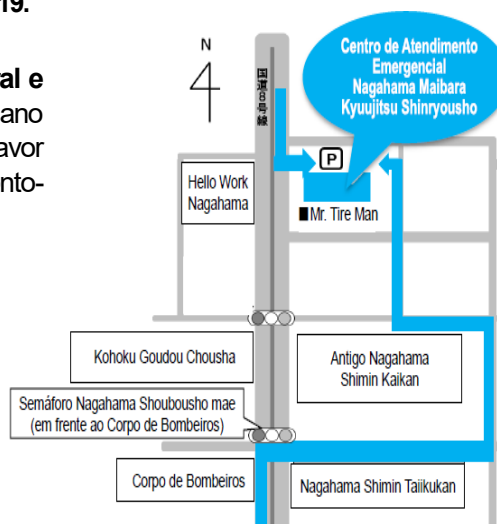 19.
ral e
ano
avor
nto-
N
国道8号線
Centro de Atendimento
Emergencial
Nagahama Maibara
Kyuujitsu Shinryousho
P
Hello Work
Nagahama
■Mr. Tire Man
Kohoku Goudou Chousha
Antigo Nagahama
Shimin Kaikan
Semáforo Nagahama Shoubousho mae
(em frente ao Corpo de Bombeiros)
Corpo de Bombeiros
Nagahama Shimin Taiikukan